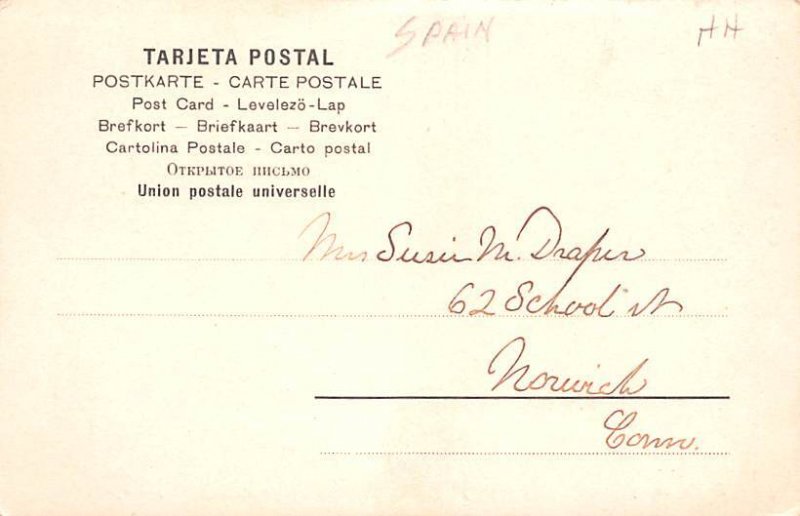 SPAIN
HH
TARJETA POSTAL
POSTKARTE - CARTE POSTALE
Post Card - Levelezö-Lap
Brefkort — Briefkaart — Brevkort
Cartolina Postale - Carto postal
Открытое письмо
Union postale universelle
Mrs Susie M. Draper
62 School St
Norwich
Conn.